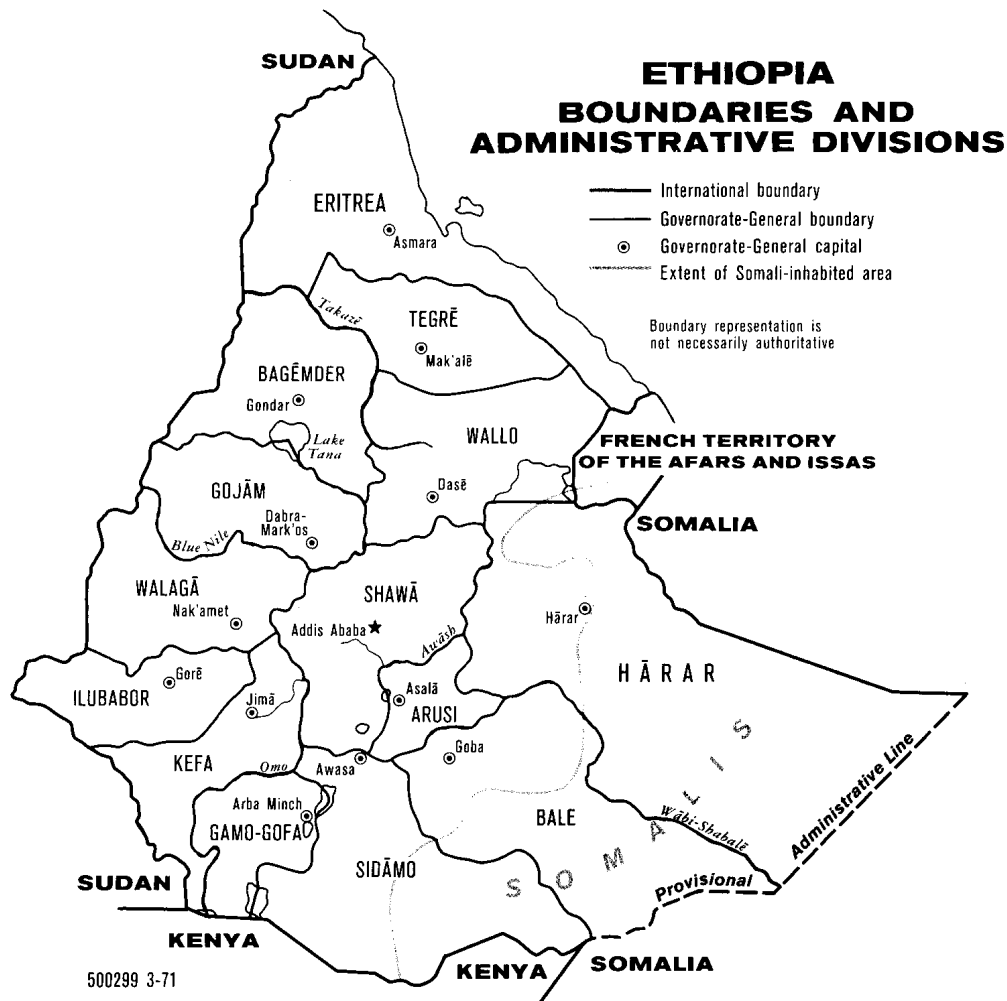 SUDAN
ETHIOPIA
BOUNDARIES AND
ADMINISTRATIVE DIVISIONS
International boundary
Governorate-General boundary
Governorate-General capital
Extent of Somali-inhabited area
Boundary representation is
not necessarily authoritative
ERITREA
Asmara
Takazē
TEGRĒ
Mak'alē
BAGĒMDER
Gondar
Lake
Tana
WALLO
Dasē
FRENCH TERRITORY
OF THE AFARS AND ISSAS
SOMALIA
GOJĀM
Dabra-
Mark'os
Blue Nile
WALAGĀ
Nak'amet
SHAWĀ
Addis Ababa
Awāsh
Hārar
HĀRAR
ILUBABOR
Gorē
Jimā
Asalā
ARUSI
KEFA
Omo
Awasa
Goba
Arba Minch
GAMO-GOFA
BALE
SIDĀMO
SOMALIS
Wābi-Shabalē
Provisional
Administrative Line
SUDAN
KENYA
KENYA
SOMALIA
500299 3-71